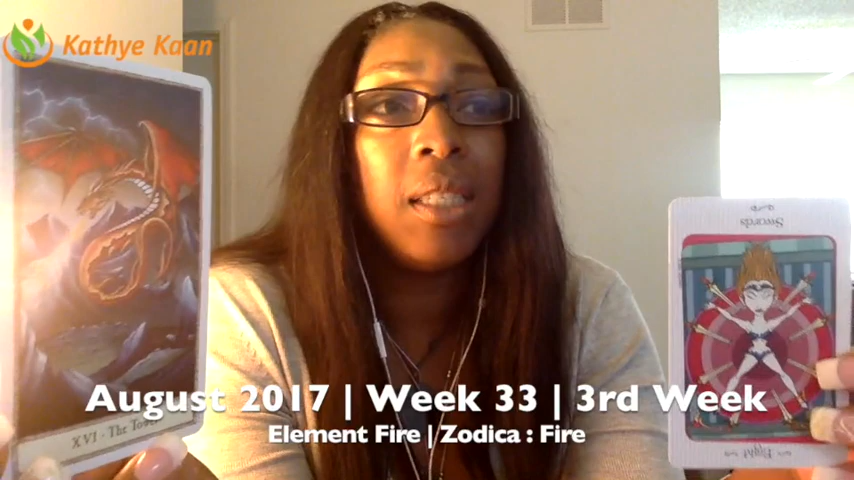 Kathye Kaan
Swords
XVI - The Tower
Eight
August 2017 | Week 33 | 3rd Week
Element Fire | Zodica : Fire